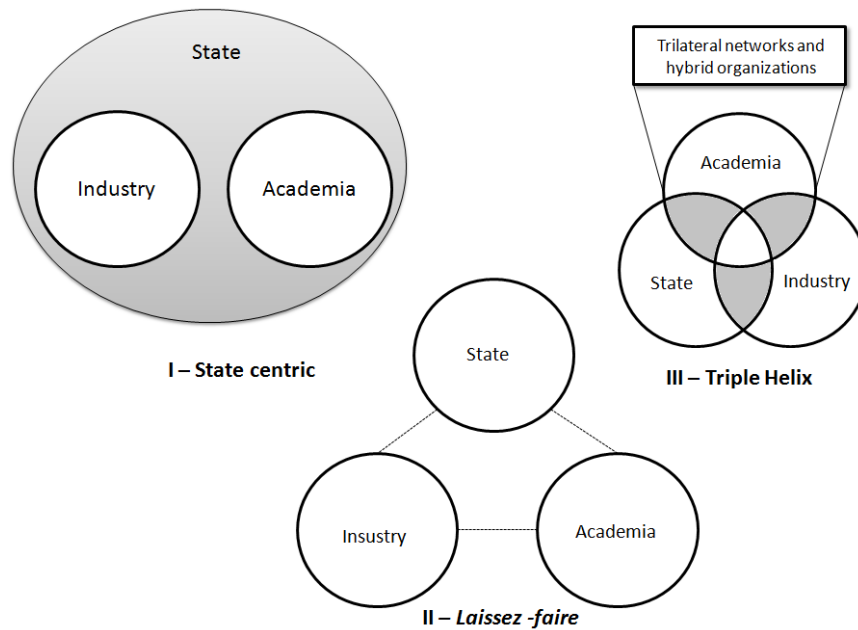 State
Industry
Academia
I – State centric
Trilateral networks and
hybrid organizations
Academia
State
Industry
III – Triple Helix
State
Insustry
Academia
II – Laissez -faire